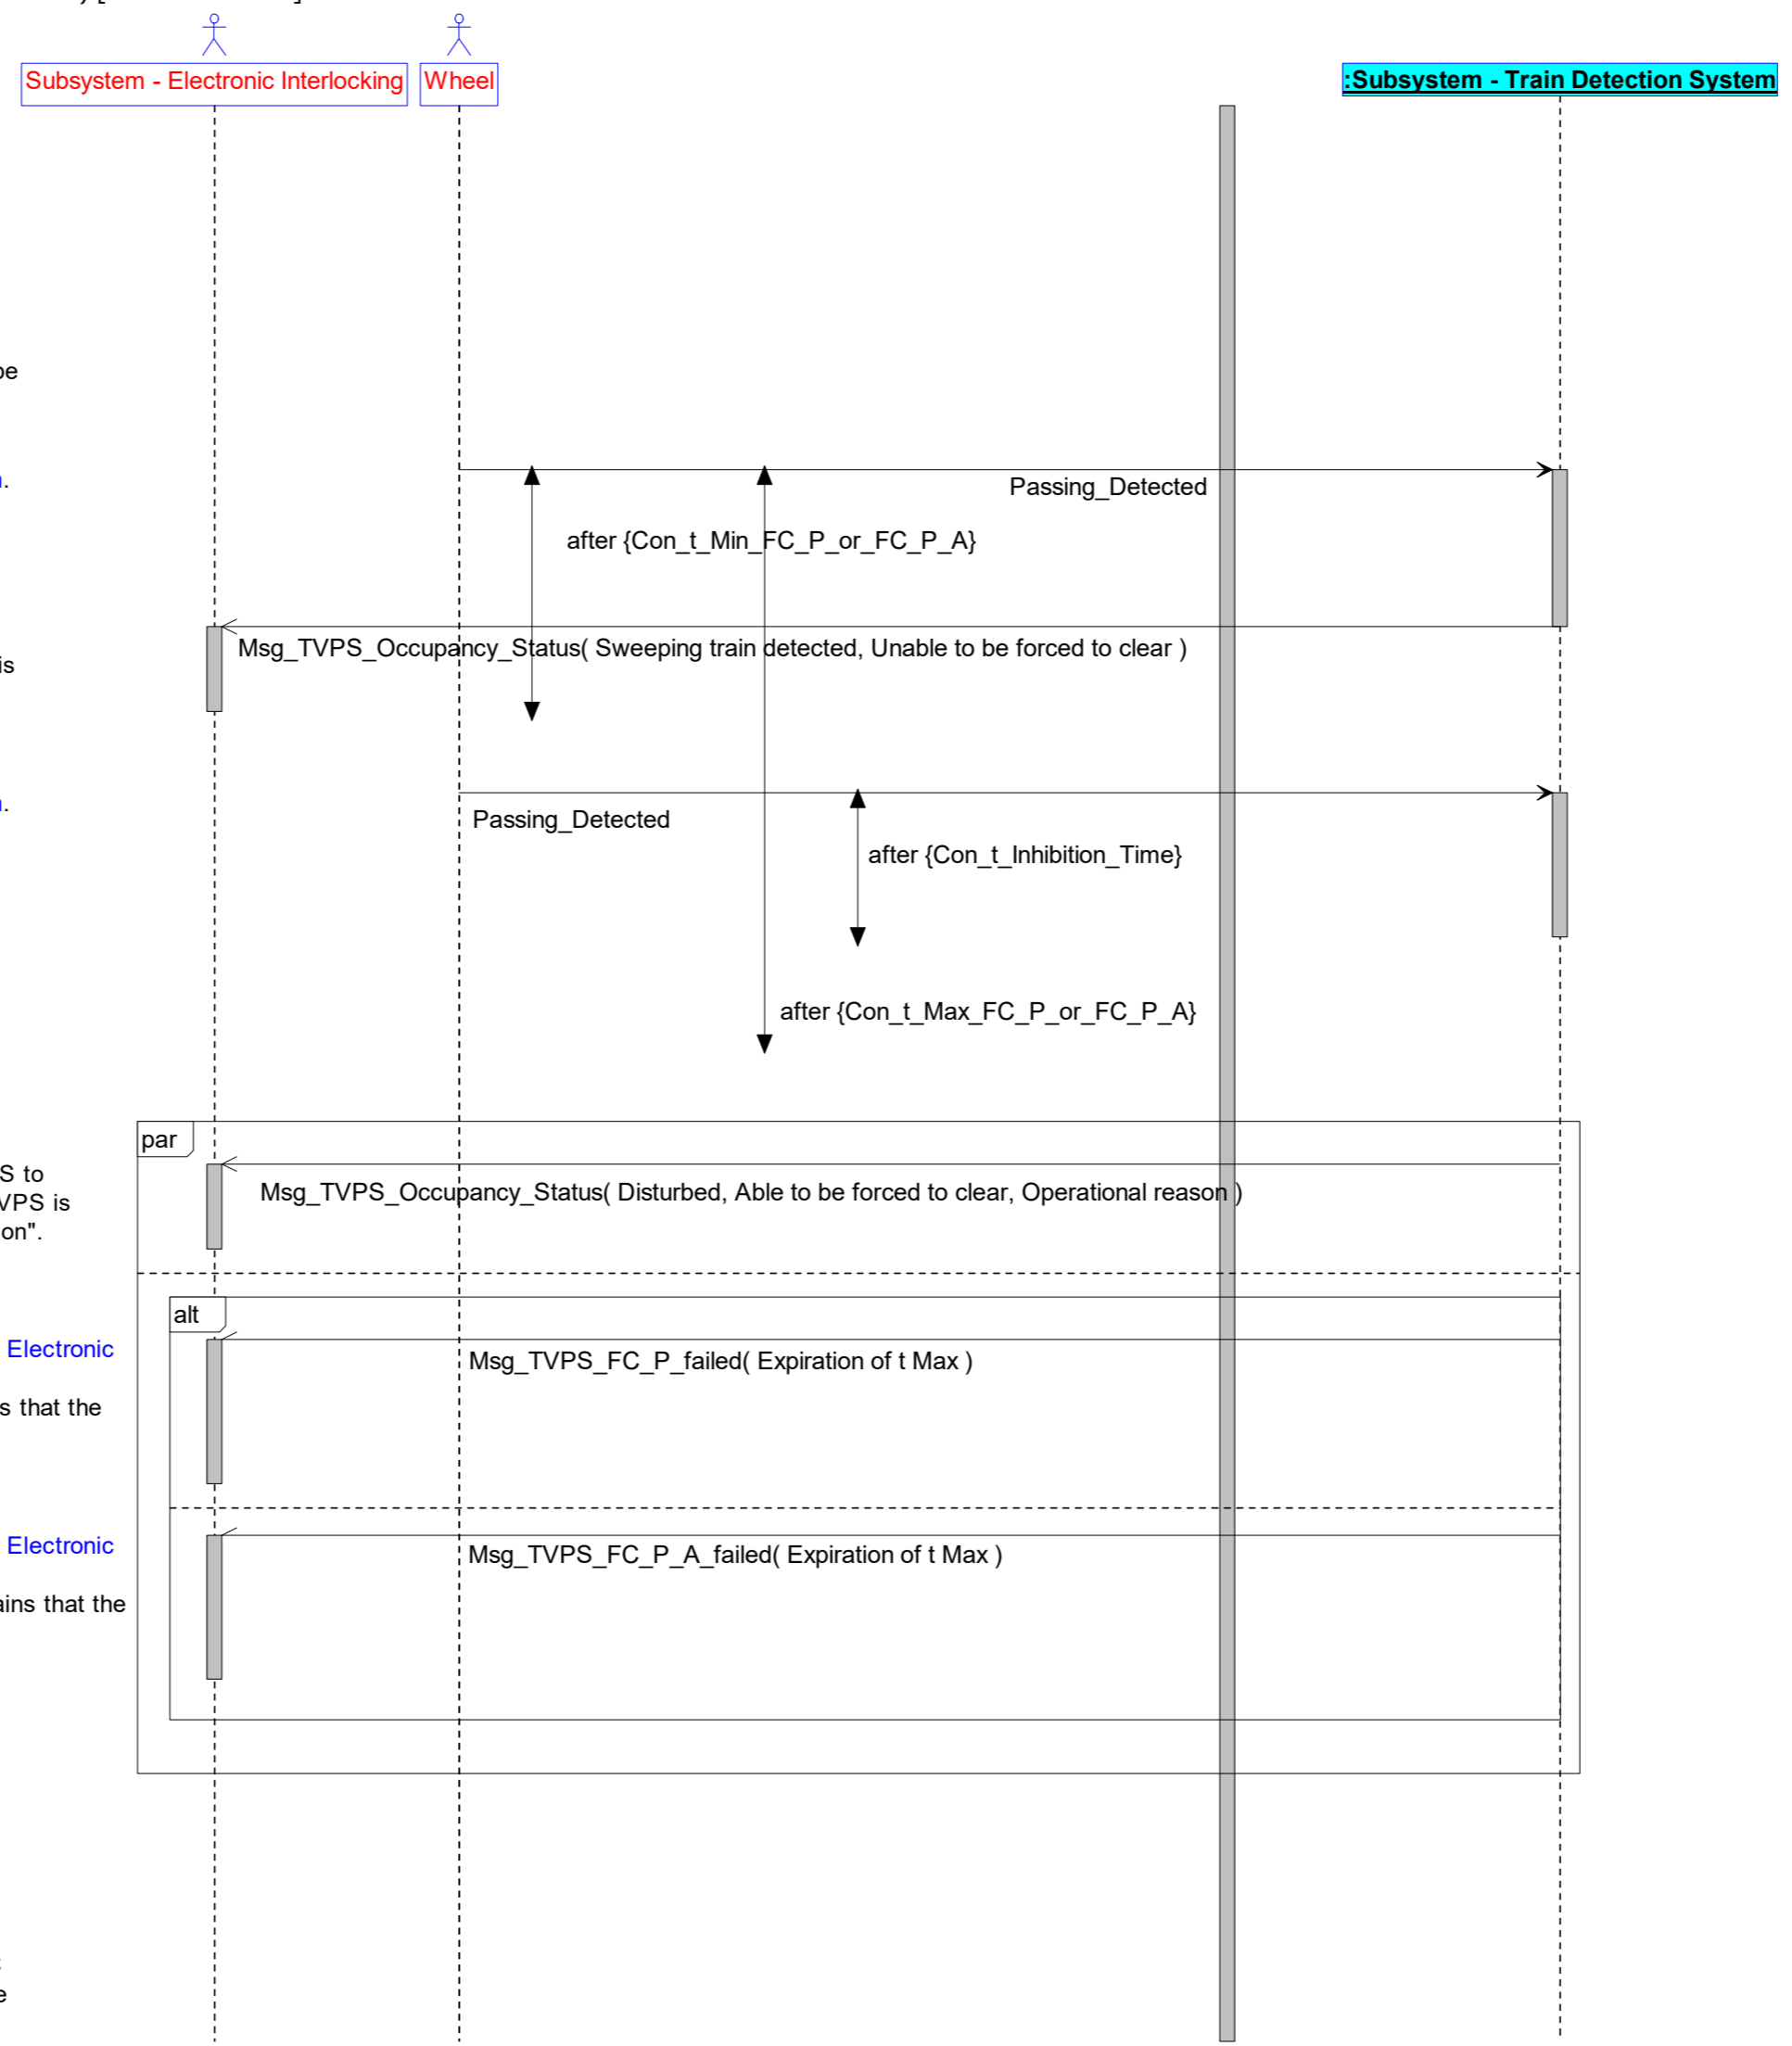 Subsystem - Electronic Interlocking
Wheel
:Subsystem - Train Detection System
be
Passing_Detected
.
after {Con_t_Min_FC_P_or_FC_P_A}
Msg_TVPS_Occupancy_Status( Sweeping train detected, Unable to be forced to clear )
is
Passing_Detected
.
after {Con_t_Inhibition_Time}
after {Con_t_Max_FC_P_or_FC_P_A}
par
S to
Msg_TVPS_Occupancy_Status( Disturbed, Able to be forced to clear, Operational reason )
VPS is
on".
alt
Electronic
Msg_TVPS_FC_P_failed( Expiration of t Max )
s that the
Electronic
Msg_TVPS_FC_P_A_failed( Expiration of t Max )
ains that the
e